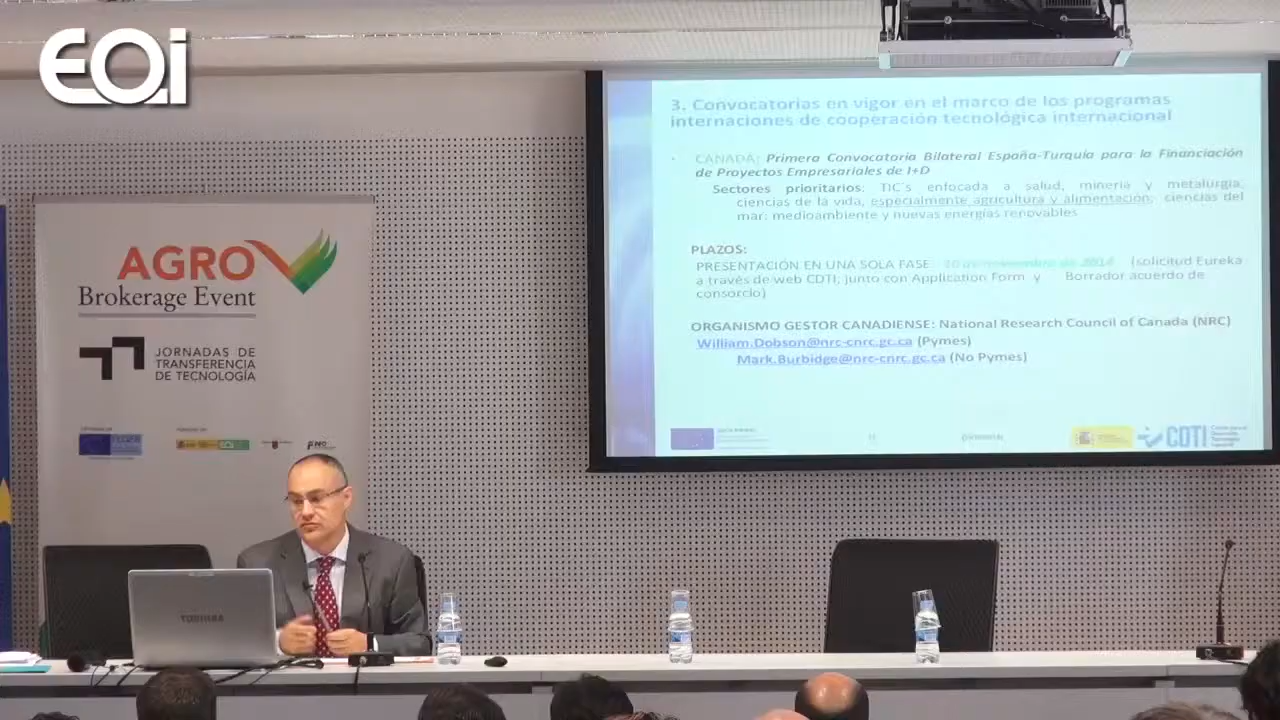 EOi
AGRO
Brokerage Event
JORNADAS DE
TRANSFERENCIA
DE TECNOLOGÍA
TOSHIBA
3. Convocatorias en vigor en el marco de los programas
internaciones de cooperación tecnológica internacional
CANADA: Primera Convocatoria Bilateral España-Turquía para la Financiación
de Proyectos Empresariales de I+D
Sectores prioritarios: TIC´s enfocada a salud, minería y metalurgia,
ciencias de la vida, especialmente agricultura y alimentación; ciencias del
mar; medioambiente y nuevas energías renovables
PLAZOS:
PRESENTACIÓN EN UNA SOLA FASE: de noviembre de 2014 (solicitud Eureka
a través de web CDTI, junto con Application Form y Borrador acuerdo de
consorcio)
ORGANISMO GESTOR CANADIENSE: National Research Council of Canada (NRC)
William.Dobson@nrc-cnrc.gc.ca (Pymes)
Mark.Burbidge@nrc-cnrc.gc.ca (No Pymes)
CDTI